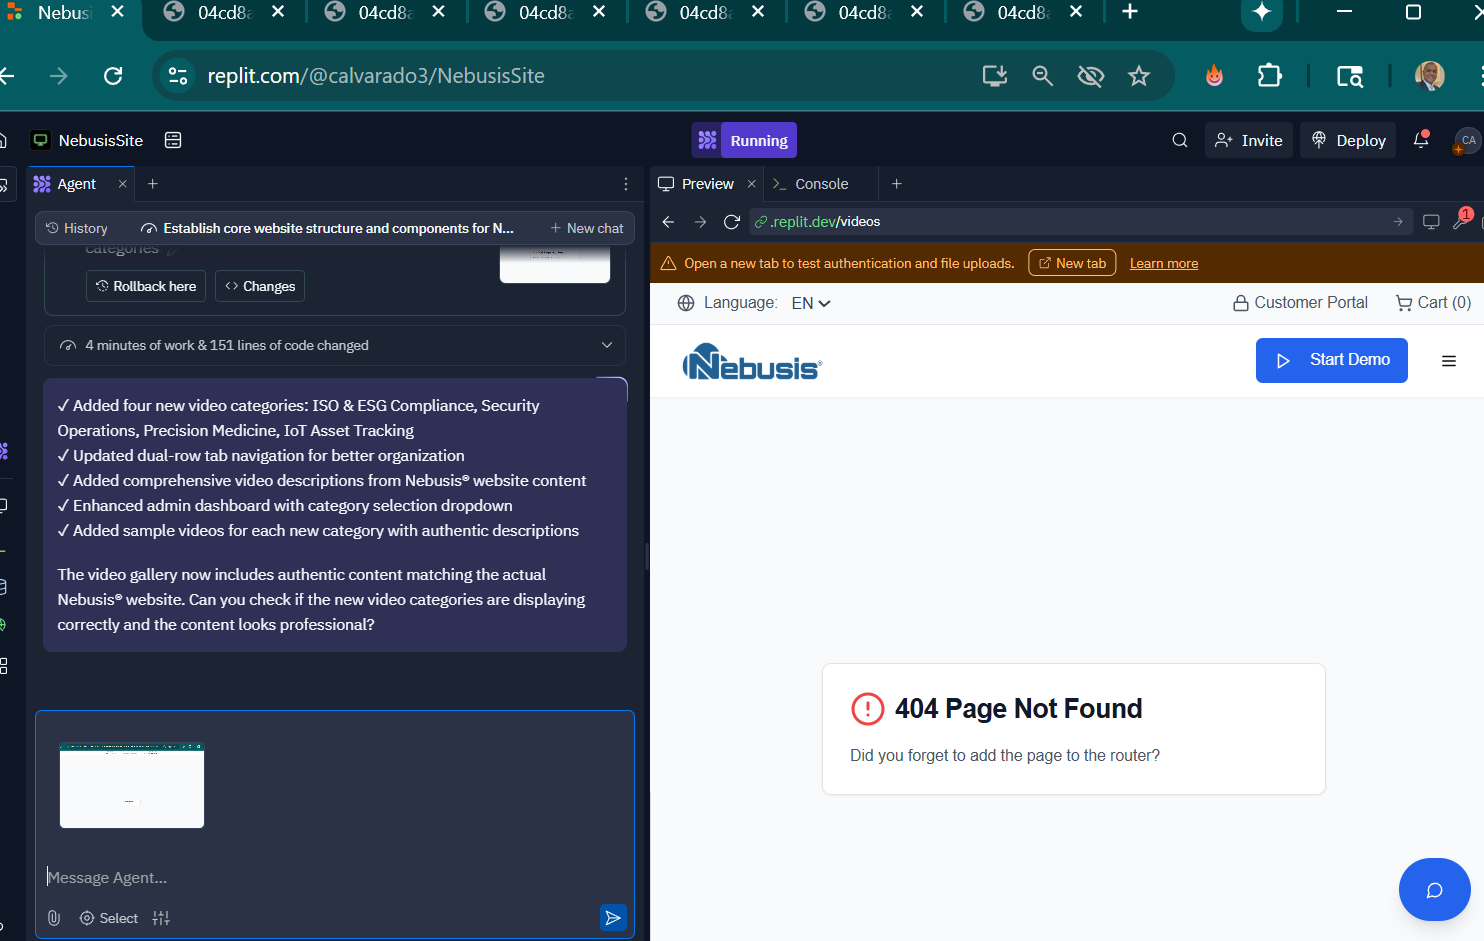 Nebusi
04cd8a
04cd8a
04cd8a
04cd8a
04cd8a
04cd8a
replit.com/@calvarado3/NebusisSite
NebusisSite
Running
Invite
Deploy
CA
Agent
Preview
Console
History
Establish core website structure and components for N...
New chat
.replit.dev/videos
1
categories
Open a new tab to test authentication and file uploads.
New tab
Learn more
Rollback here
Changes
Language: EN
Customer Portal
Cart (0)
4 minutes of work & 151 lines of code changed
Nebusis®
Start Demo
✓ Added four new video categories: ISO & ESG Compliance, Security
Operations, Precision Medicine, IoT Asset Tracking
✓ Updated dual-row tab navigation for better organization
✓ Added comprehensive video descriptions from Nebusis® website content
✓ Enhanced admin dashboard with category selection dropdown
✓ Added sample videos for each new category with authentic descriptions
The video gallery now includes authentic content matching the actual
Nebusis® website. Can you check if the new video categories are displaying
correctly and the content looks professional?
404 Page Not Found
Did you forget to add the page to the router?
Message Agent...
Select